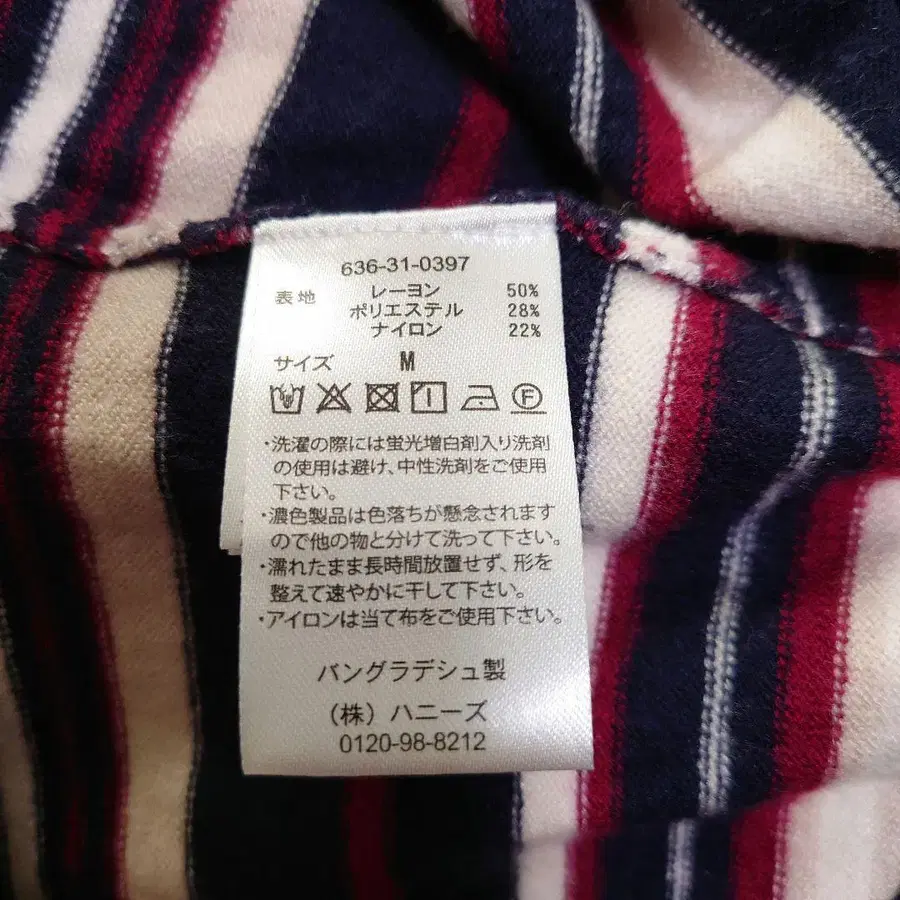 636-31-0397
表地 レーヨン 50%
ポリエステル 28%
ナイロン 22%
サイズ M
F
・洗濯の際には蛍光増白剤入り洗剤
の使用は避け、中性洗剤をご使用
下さい。
・濃色製品は色落ちが懸念されます
ので他の物と分けて洗って下さい。
・濡れたまま長時間放置せず、形を
整えて速やかに干して下さい。
・アイロンは当て布をご使用下さい。
バングラデシュ製
(株) ハニーズ
0120-98-8212